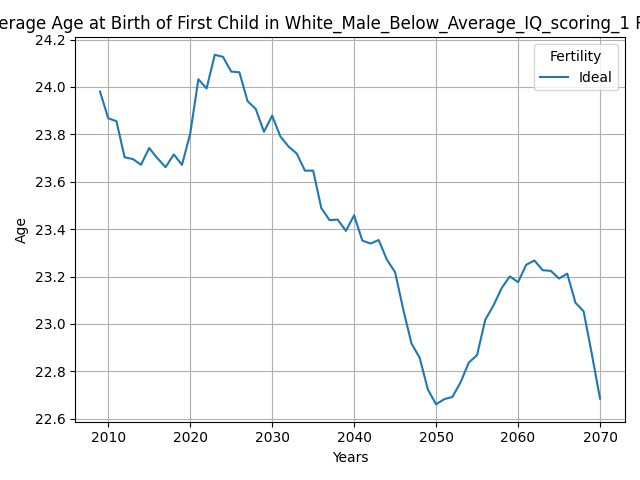 erage Age at Birth of First Child in White_Male_Below_Average_IQ_scoring_1
Fertility
Ideal
24.2
24.0
23.8
23.6
23.4
23.2
23.0
22.8
22.6
Age
2010 2020 2030 2040 2050 2060 2070
Years